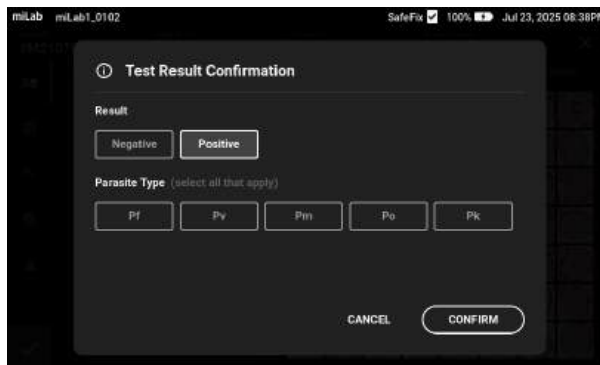 miLab miLab1_0102 SafeFix 100% Jul 23, 2025 08:38PM
Test Result Confirmation
Result
Negative Positive
Parasite Type (select all that apply)
Pf Pv Pm Po Pk
CANCEL CONFIRM